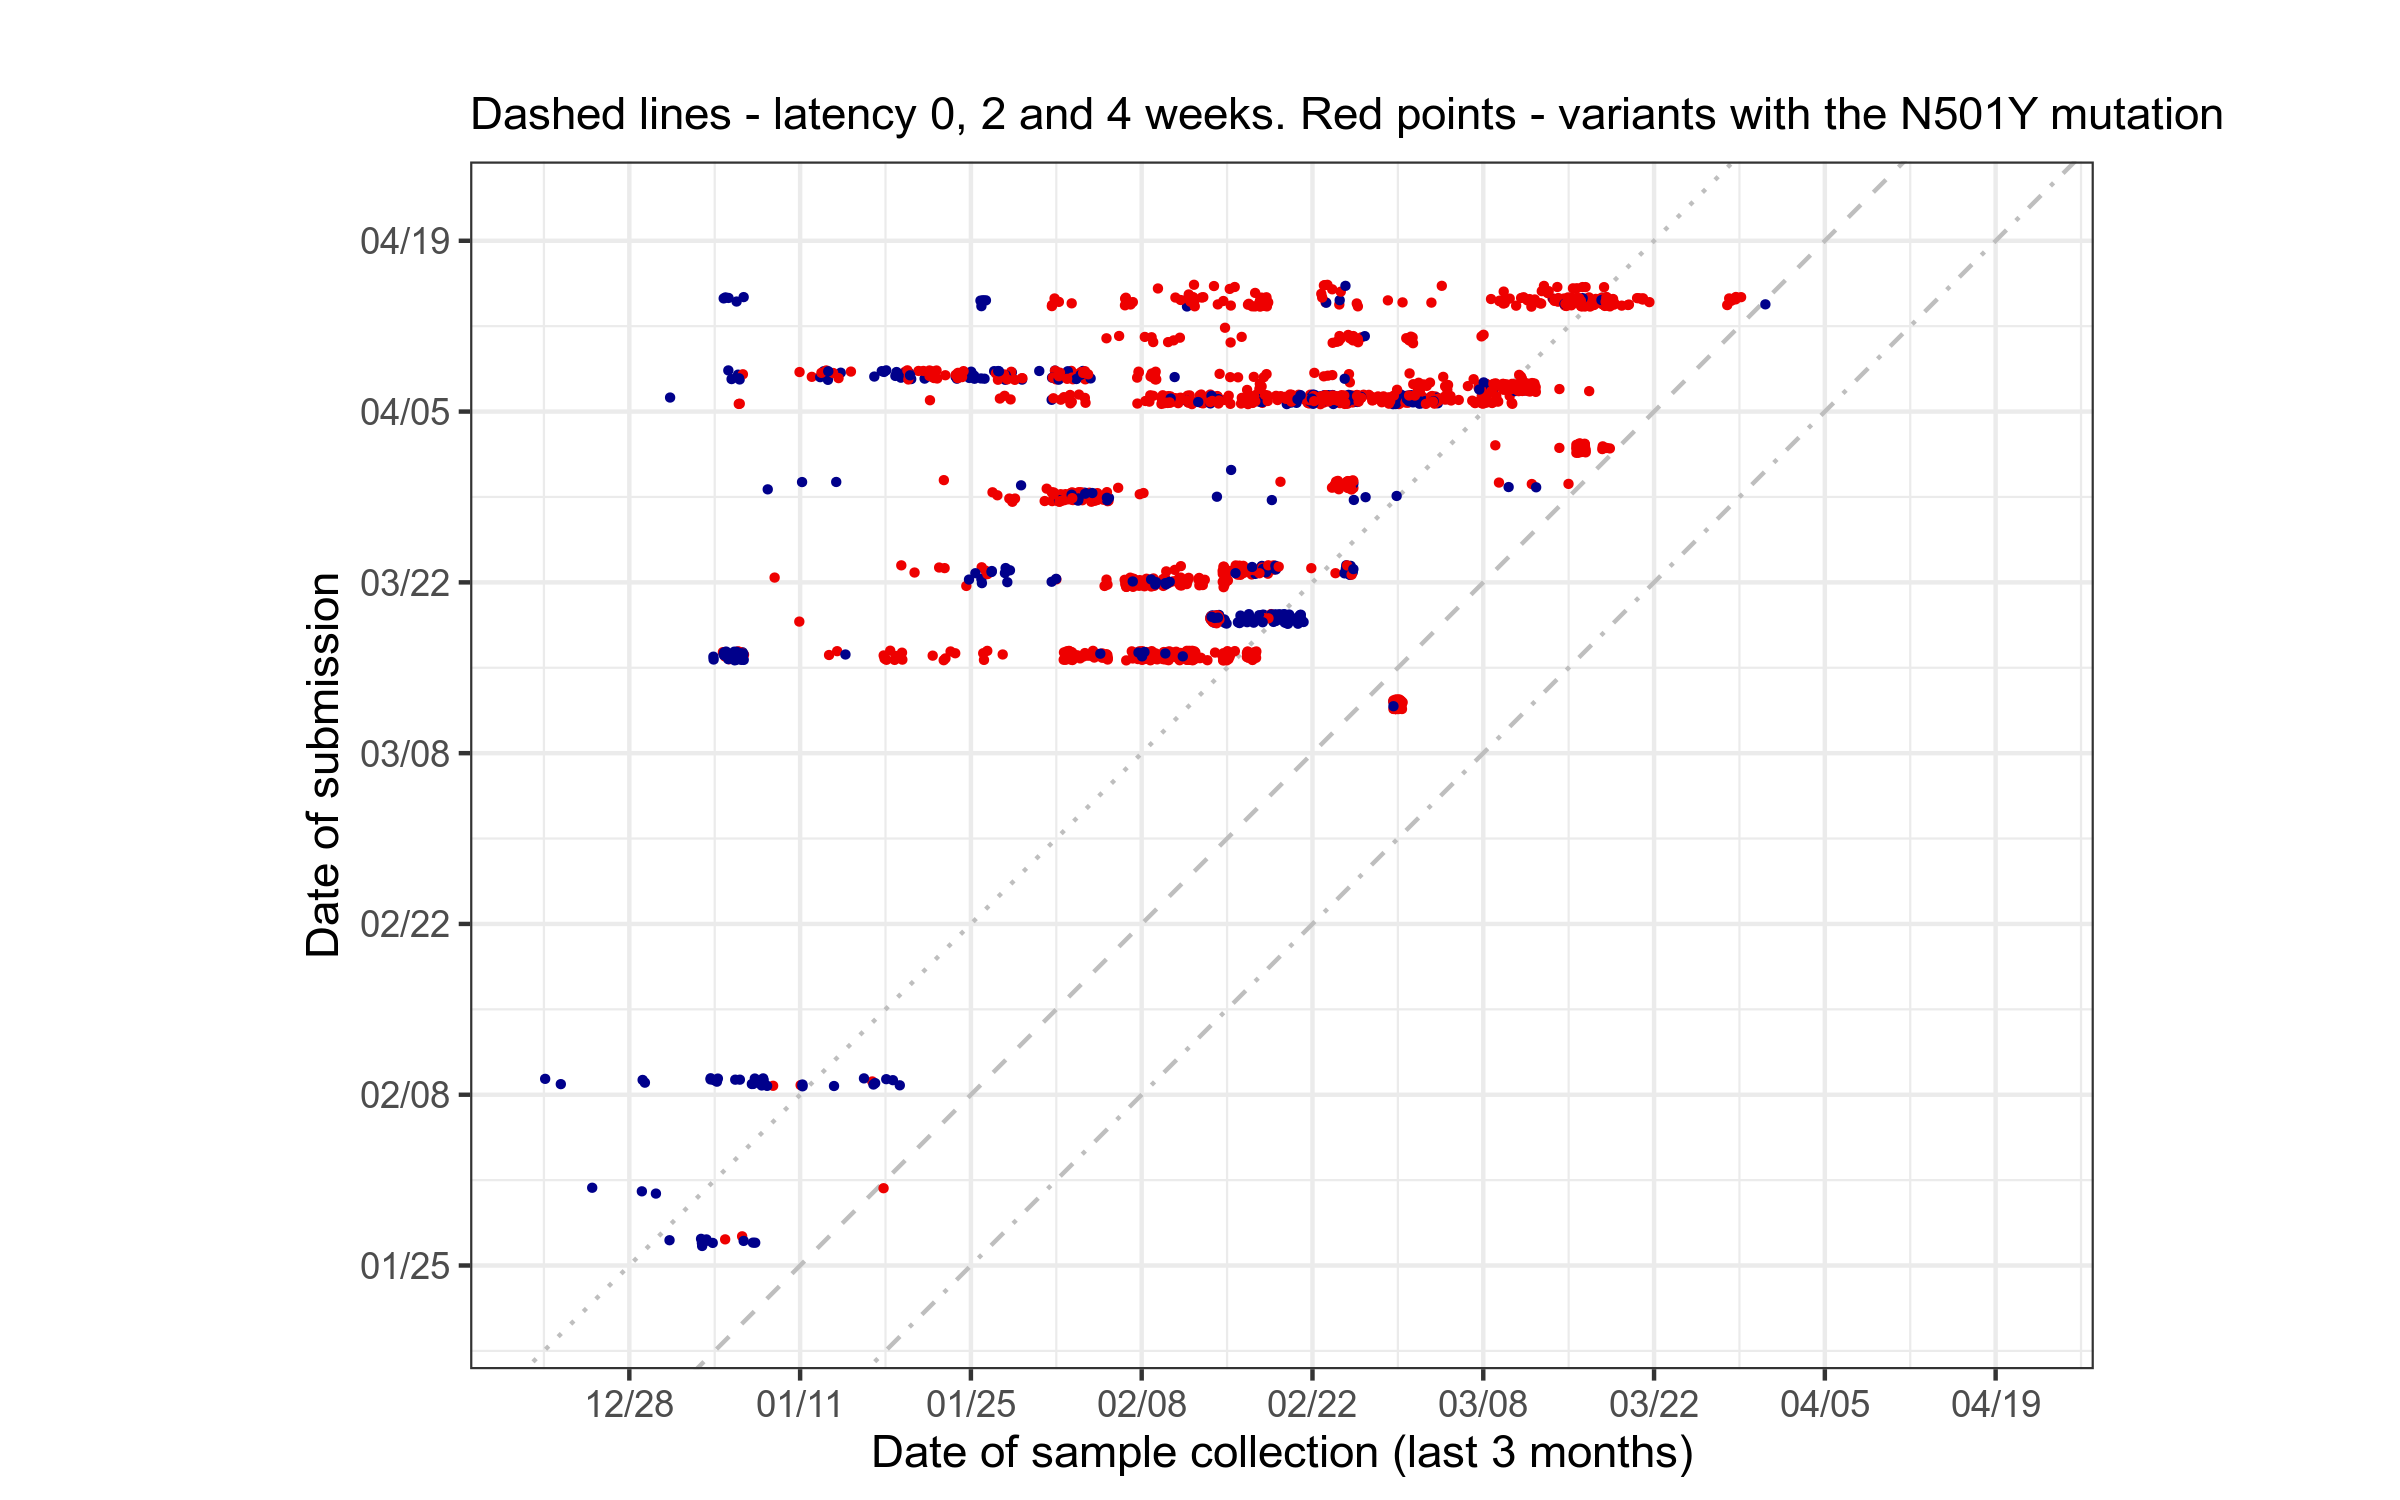 Dashed lines - latency 0, 2 and 4 weeks. Red points - variants with the N501Y mutation
Date of submission
04/19
04/05
03/22
03/08
02/22
02/08
01/25
12/28 01/11 01/25 02/08 02/22 03/08 03/22 04/05 04/19
Date of sample collection (last 3 months)